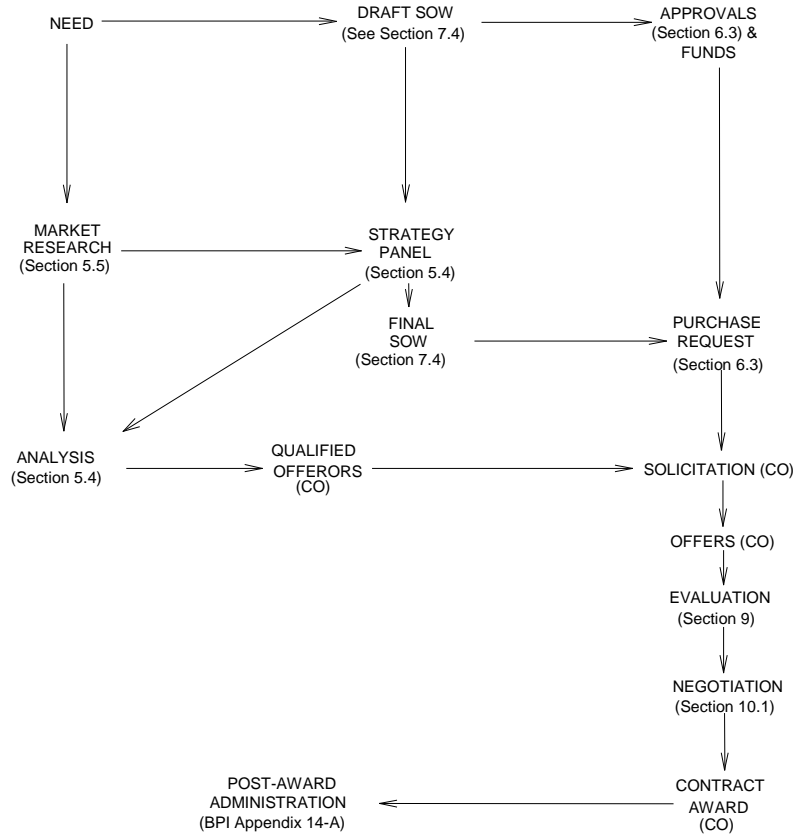 NEED
DRAFT SOW
(See Section 7.4)
APPROVALS
(Section 6.3) &
FUNDS
MARKET
RESEARCH
(Section 5.5)
STRATEGY
PANEL
(Section 5.4)
FINAL
SOW
(Section 7.4)
PURCHASE
REQUEST
(Section 6.3)
ANALYSIS
(Section 5.4)
QUALIFIED
OFFERORS
(CO)
SOLICITATION (CO)
OFFERS (CO)
EVALUATION
(Section 9)
NEGOTIATION
(Section 10.1)
CONTRACT
AWARD
(CO)
POST-AWARD
ADMINISTRATION
(BPI Appendix 14-A)